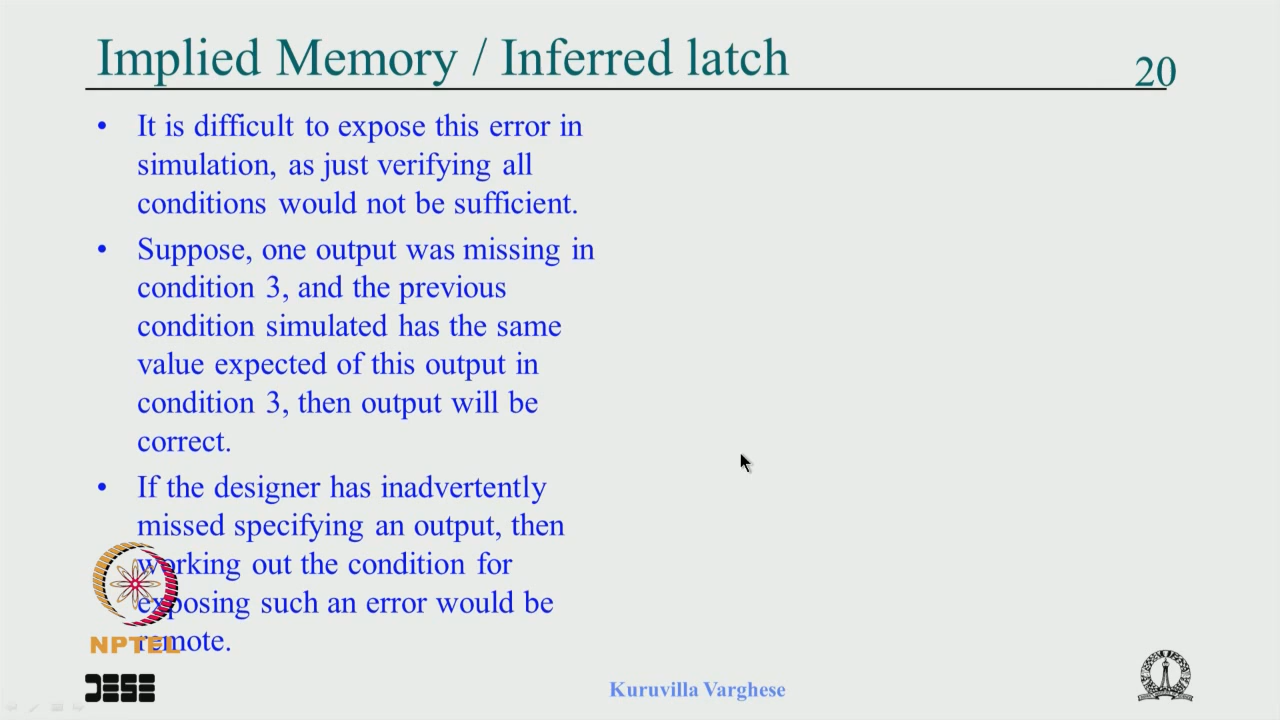 Implied Memory / Inferred latch
20
• It is difficult to expose this error in
simulation, as just verifying all
conditions would not be sufficient.
• Suppose, one output was missing in
condition 3, and the previous
condition simulated has the same
value expected of this output in
condition 3, then output will be
correct.
• If the designer has inadvertently
missed specifying an output, then
working out the condition for
exposing such an error would be
remote.
NPTEL
DESE
Kuruvilla Varghese